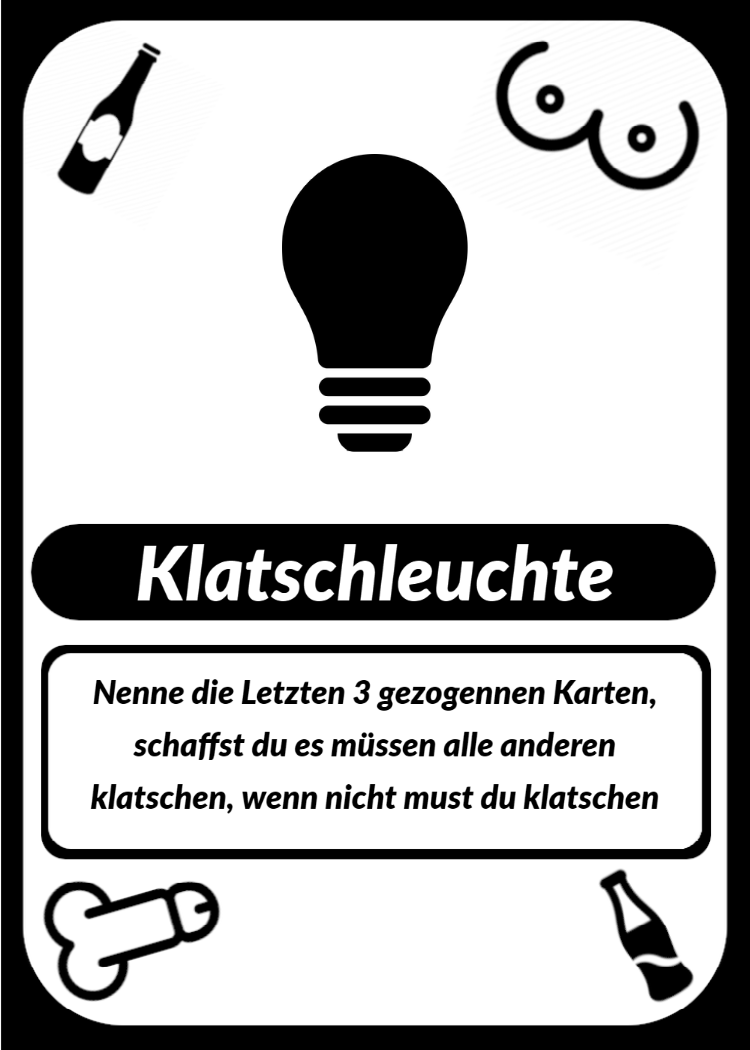 Klatschleuchte
Nenne die Letzten 3 gezogennen Karten,
schaffst du es müssen alle anderen
klatschen, wenn nicht must du klatschen